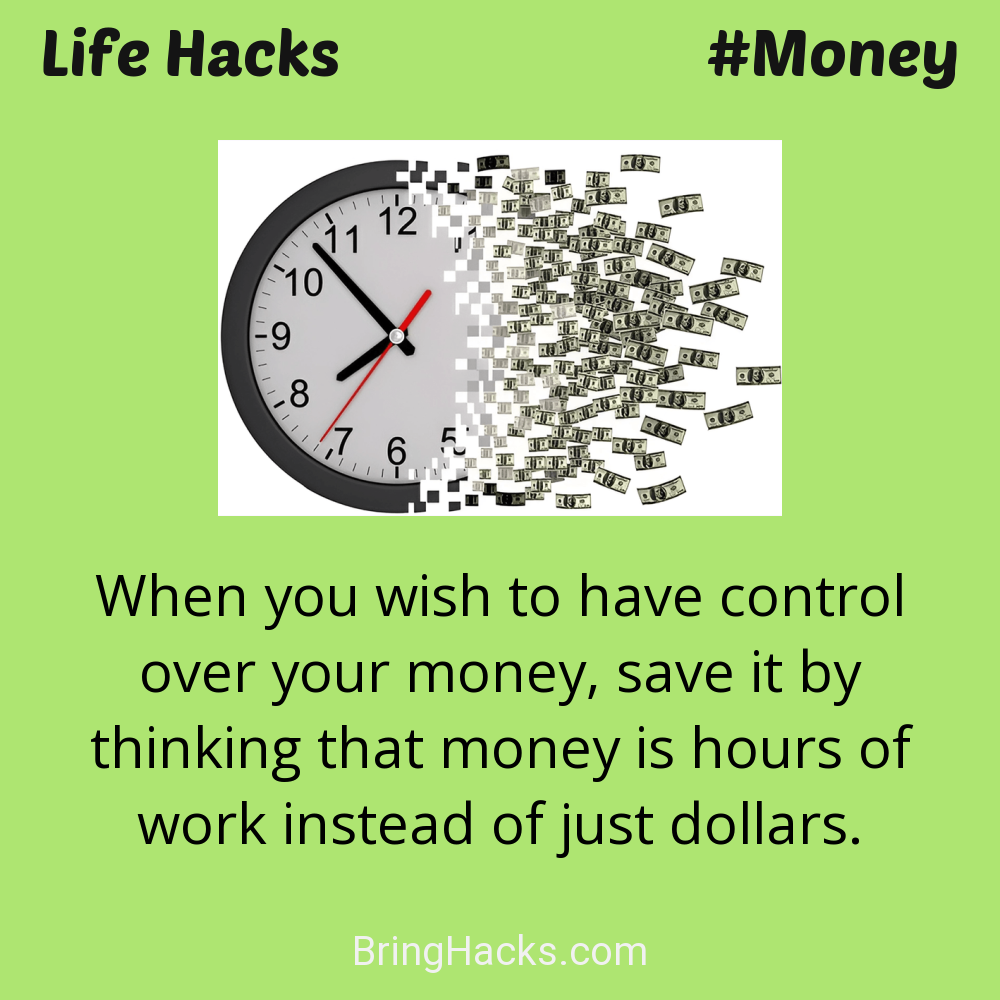 Life Hacks #Money
12
11
10
9
8
7
6
5
When you wish to have control
over your money, save it by
thinking that money is hours of
work instead of just dollars.
BringHacks.com